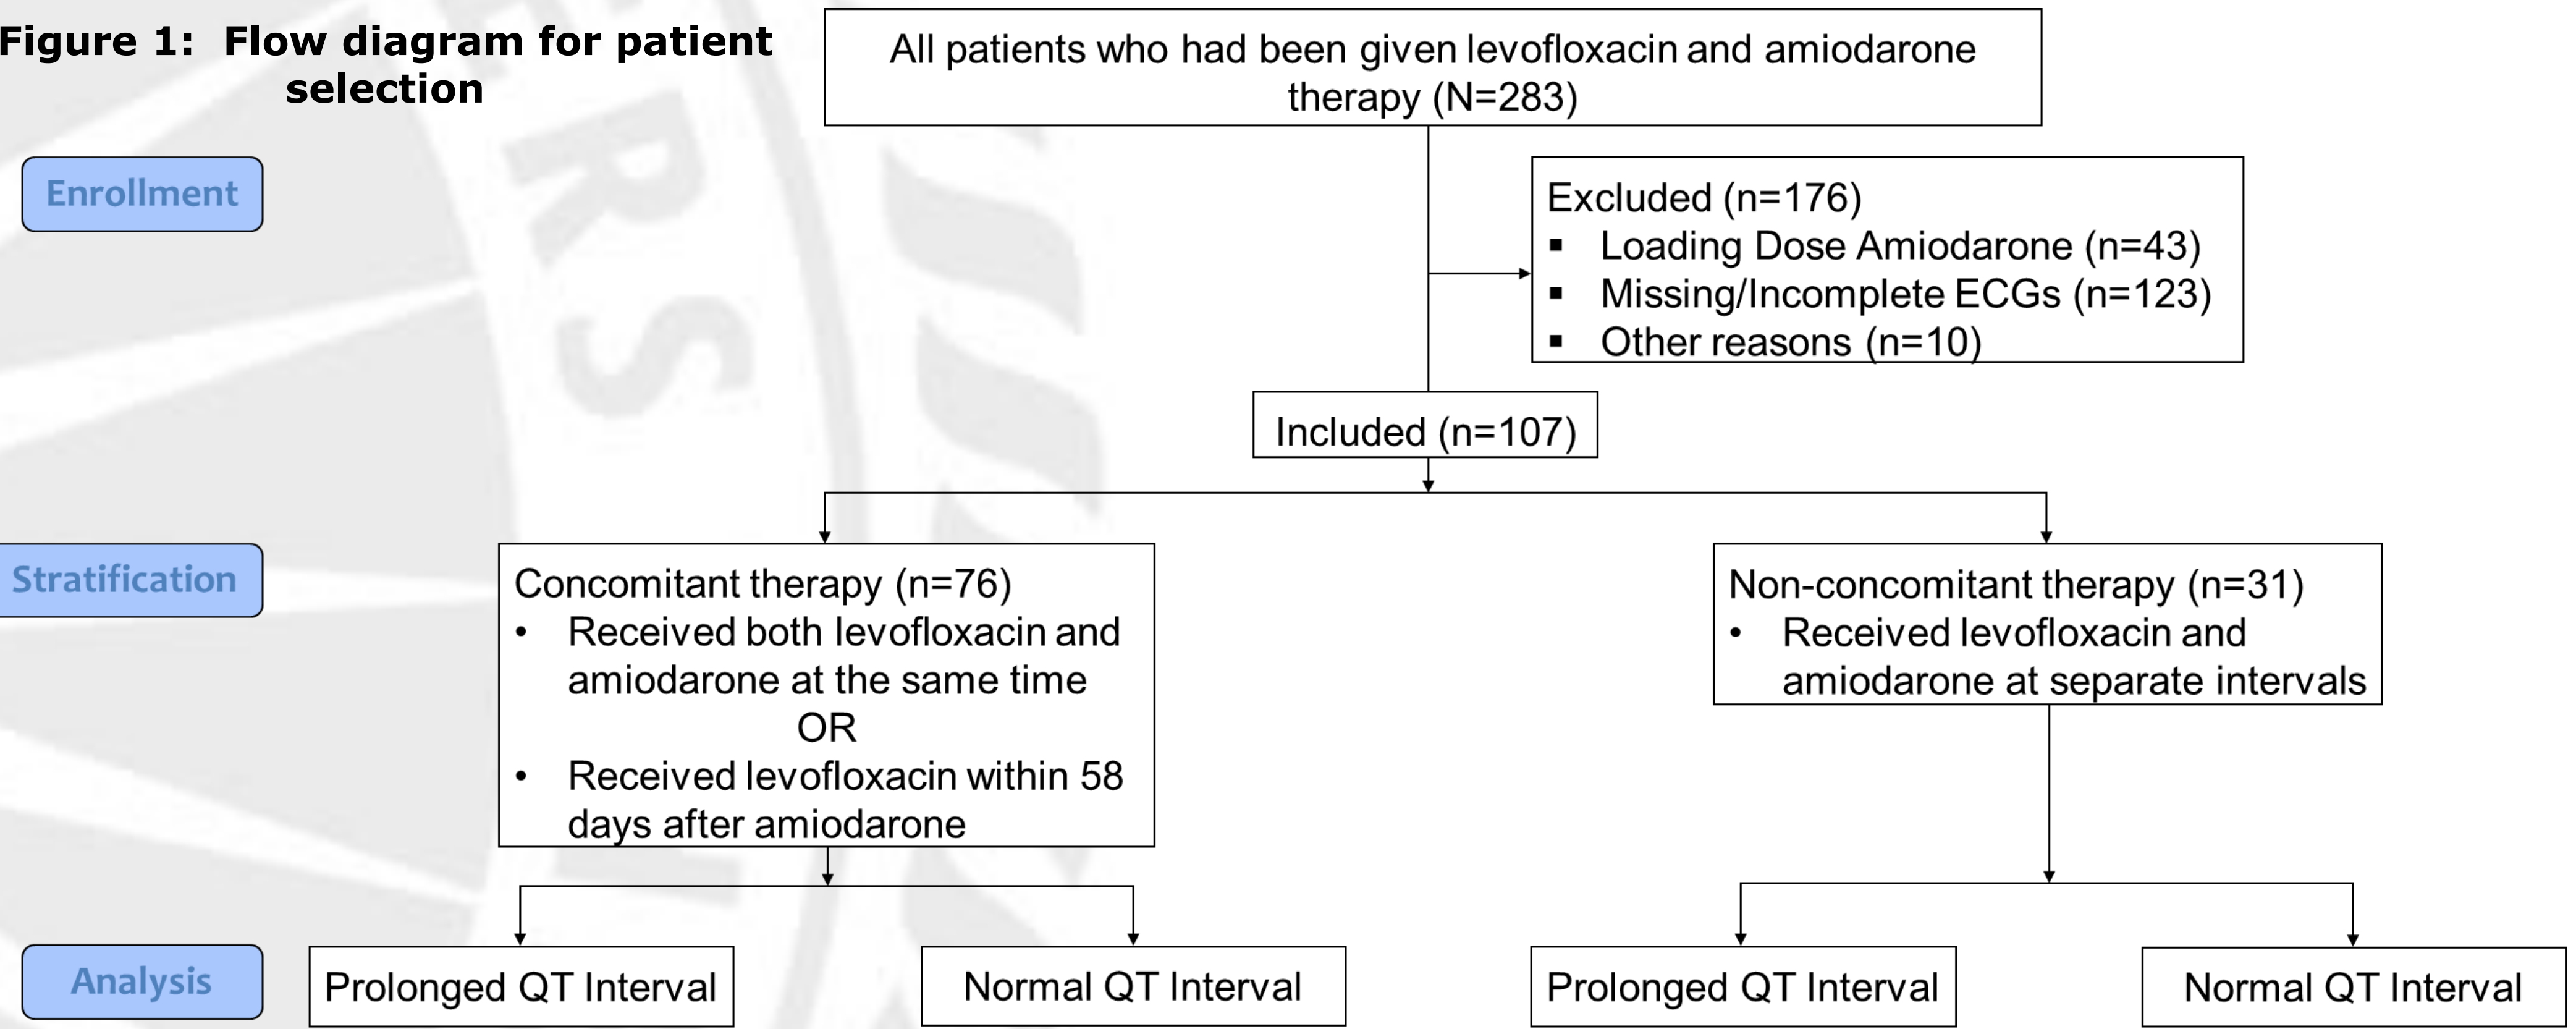 Figure 1: Flow diagram for patient
selection
All patients who had been given levofloxacin and amiodarone
therapy (N=283)
Enrollment
Excluded (n=176)
▪ Loading Dose Amiodarone (n=43)
▪ Missing/Incomplete ECGs (n=123)
▪ Other reasons (n=10)
Included (n=107)
Stratification
Concomitant therapy (n=76)
• Received both levofloxacin and
amiodarone at the same time
OR
• Received levofloxacin within 58
days after amiodarone
Non-concomitant therapy (n=31)
• Received levofloxacin and
amiodarone at separate intervals
Analysis
Prolonged QT Interval
Normal QT Interval
Prolonged QT Interval
Normal QT Interval